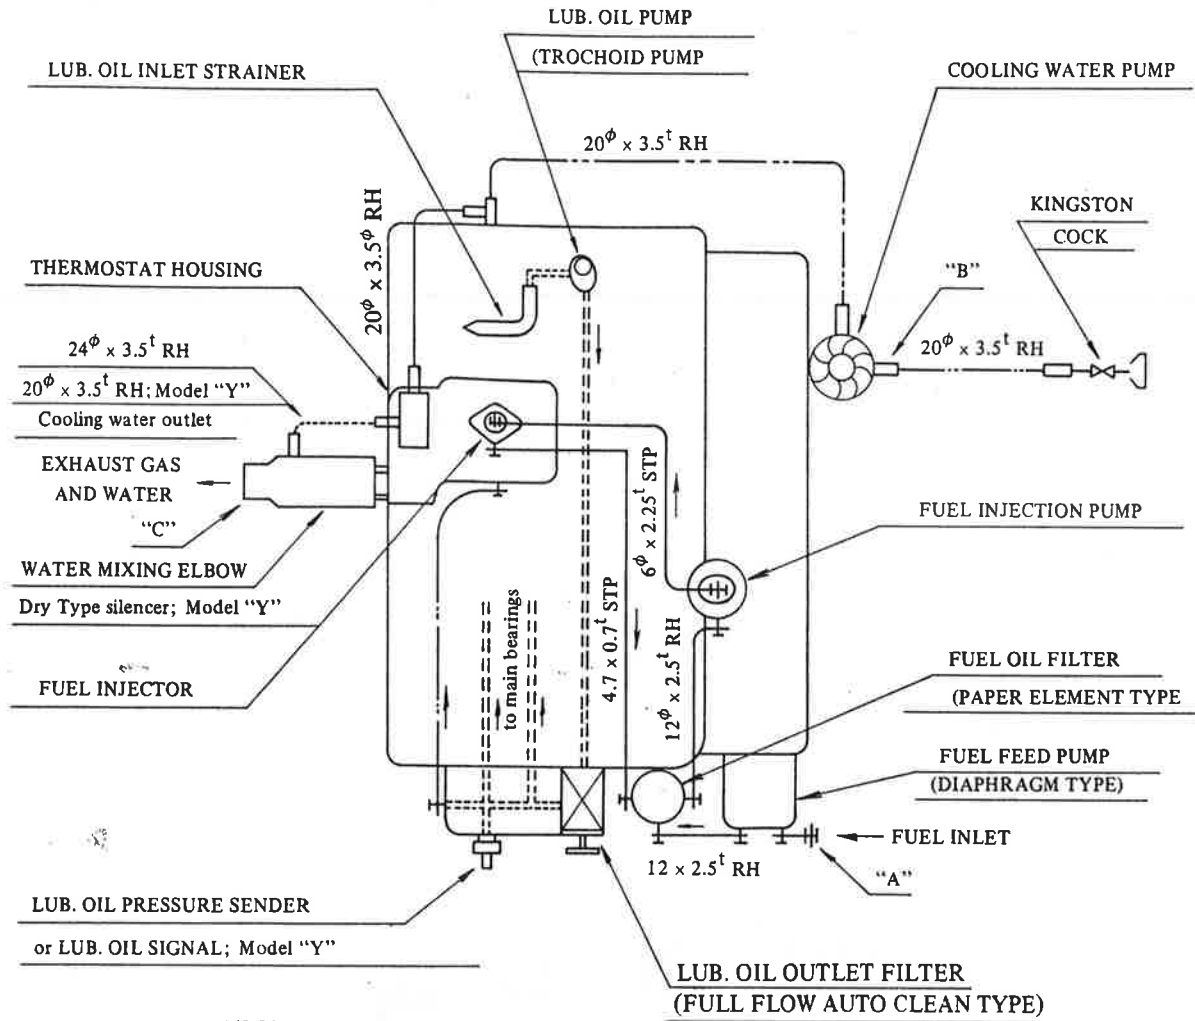 LUB. OIL PUMP
(TROCHOID PUMP
LUB. OIL INLET STRAINER
COOLING WATER PUMP
20ᶲ × 3.5ᵗ RH
20ᶲ × 3.5ᶲ RH
KINGSTON
COCK
THERMOSTAT HOUSING
"B"
24ᶲ × 3.5ᵗ RH
20ᶲ × 3.5ᵗ RH
20ᶲ × 3.5ᵗ RH; Model "Y"
Cooling water outlet
EXHAUST GAS
AND WATER
"C"
6ᶲ × 2.25ᵗ STP
FUEL INJECTION PUMP
WATER MIXING ELBOW
Dry Type silencer; Model "Y"
4.7 × 0.7ᵗ STP
12ᶲ × 2.5ᵗ RH
to main bearings
FUEL INJECTOR
FUEL OIL FILTER
(PAPER ELEMENT TYPE
FUEL FEED PUMP
(DIAPHRAGM TYPE)
FUEL INLET
12 × 2.5ᵗ RH
"A"
LUB. OIL PRESSURE SENDER
or LUB. OIL SIGNAL; Model "Y"
LUB. OIL OUTLET FILTER
(FULL FLOW AUTO CLEAN TYPE)